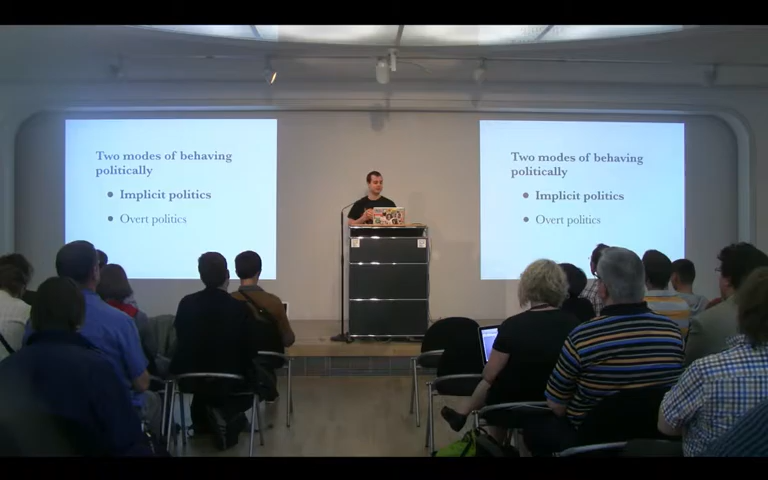 Two modes of behaving
politically
• Implicit politics
• Overt politics
Two modes of behaving
politically
• Implicit politics
• Overt politics